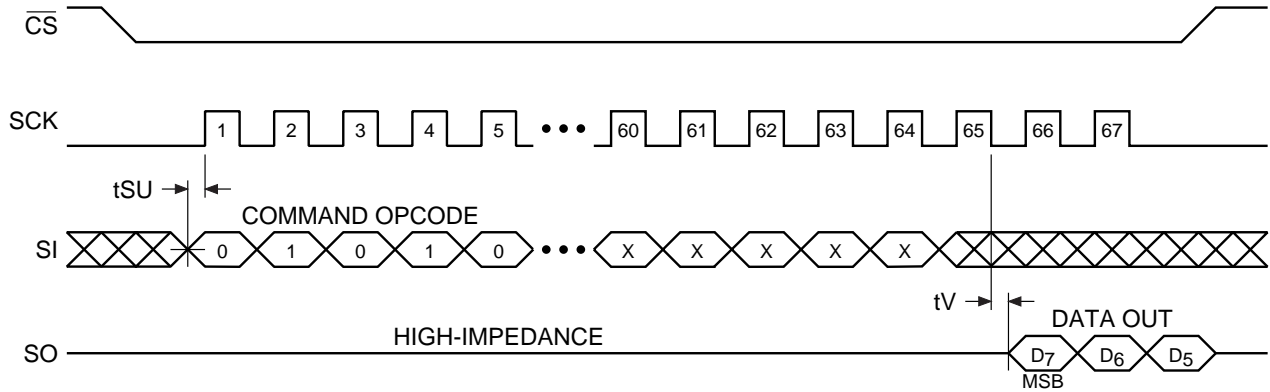 CS
SCK 1 2 3 4 5 60 61 62 63 64 65 66 67
tSU
COMMAND OPCODE
SI 0 1 0 1 0 X X X X X
tV
HIGH-IMPEDANCE
DATA OUT
SO D7 D6 D5
MSB